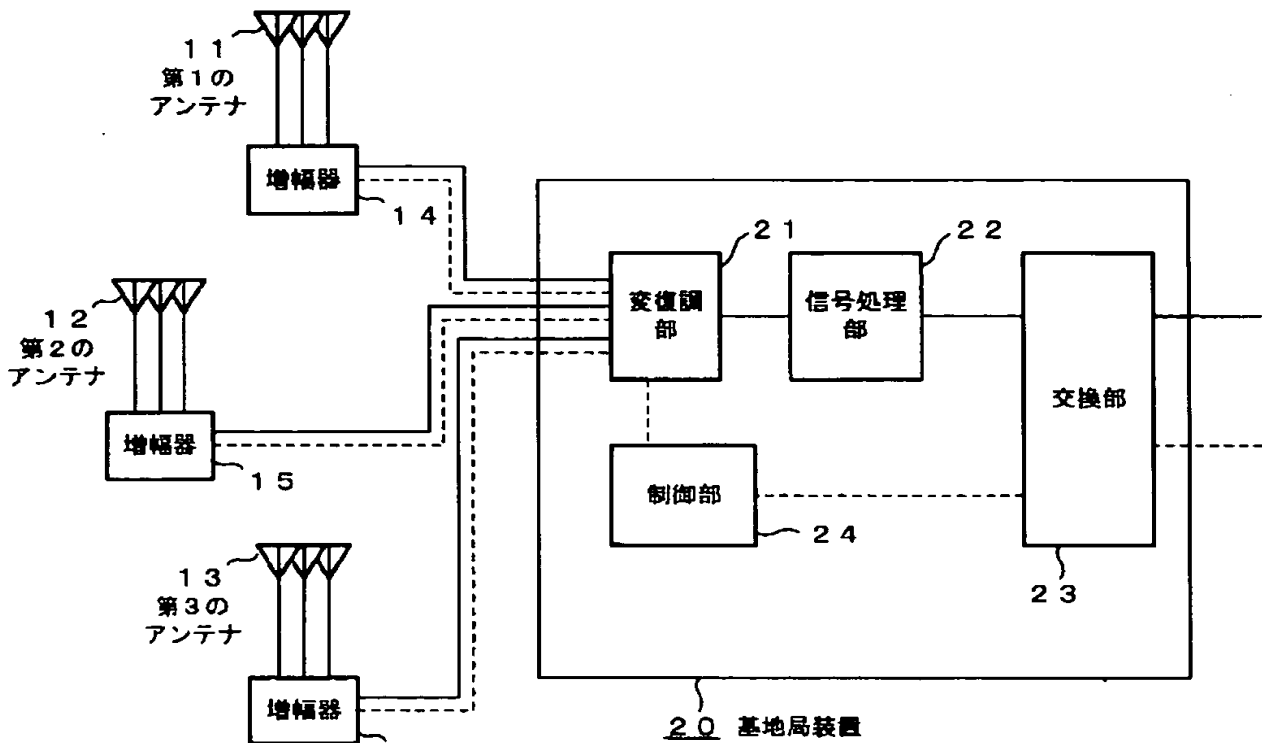 １１
第１の
アンテナ
増幅器
１４
１２
第２の
アンテナ
増幅器
１５
１３
第３の
アンテナ
増幅器
２１
変復調
部
２２
信号処理
部
交換部
２３
制御部
２４
２０ 基地局装置